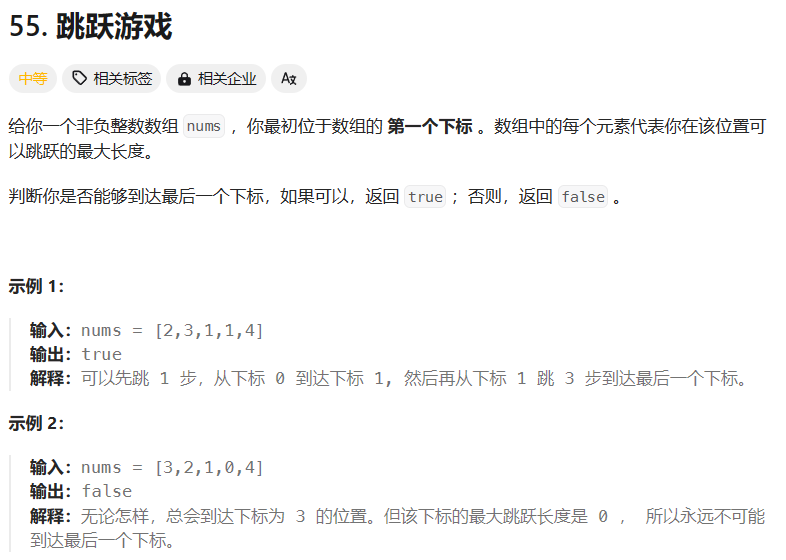 55. 跳跃游戏
中等 相关标签 相关企业
给你一个非负整数数组 nums ，你最初位于数组的 第一个下标 。数组中的每个元素代表你在该位置可
以跳跃的最大长度。
判断你是否能够到达最后一个下标，如果可以，返回 true ；否则，返回 false 。
示例 1：
输入：nums = [2,3,1,1,4]
输出：true
解释：可以先跳 1 步，从下标 0 到达下标 1, 然后再从下标 1 跳 3 步到达最后一个下标。
示例 2：
输入：nums = [3,2,1,0,4]
输出：false
解释：无论怎样，总会到达下标为 3 的位置。但该下标的最大跳跃长度是 0 ， 所以永远不可能
到达最后一个下标。